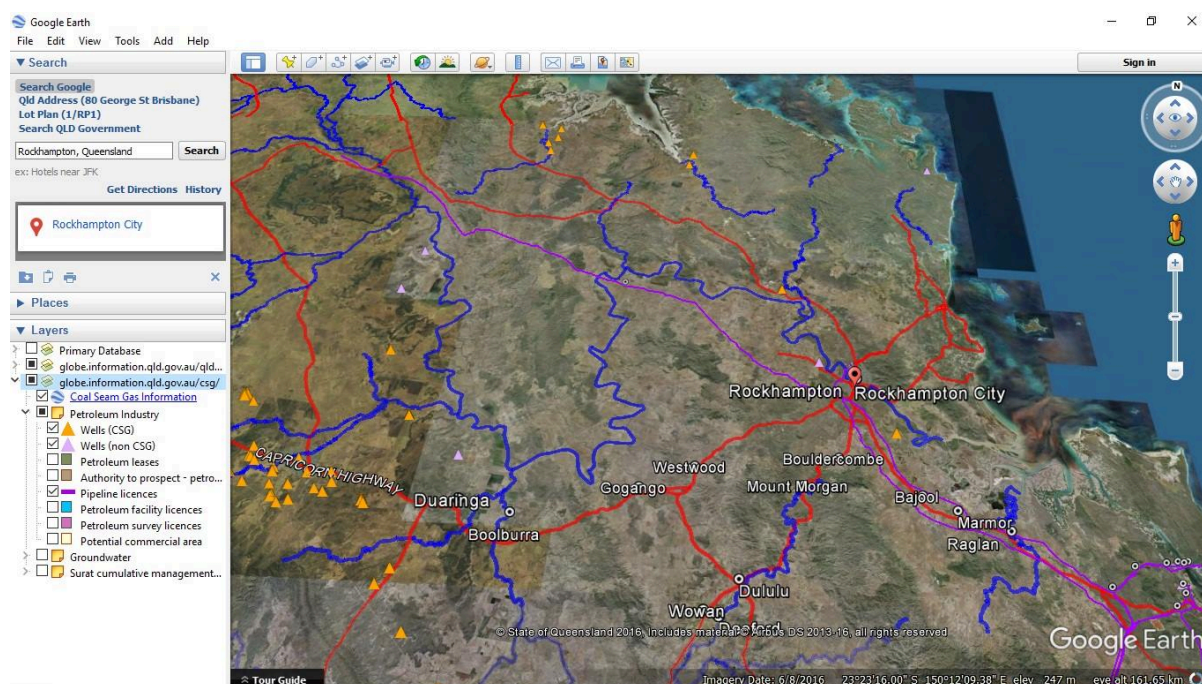 Google Earth
File Edit View Tools Add Help
Search
Search Google
Qld Address (80 George St Brisbane)
Lot Plan (1/RP1)
Search QLD Government
Rockhampton, Queensland
Search
ex: Hotels near JFK
Get Directions History
Rockhampton City
Places
Layers
Primary Database
globe.information.qld.gov.au/qld...
globe.information.qld.gov.au/csg/
Coal Seam Gas Information
Petroleum Industry
Wells (CSG)
Wells (non CSG)
Petroleum leases
Authority to prospect - petro...
Pipeline licences
Petroleum facility licences
Petroleum survey licences
Potential commercial area
Groundwater
Surat cumulative management...
Sign in
N
Rockhampton
Rockhampton City
CAPRICORN HIGHWAY
Westwood
Bouldercombe
Gogango
Mount Morgan
Duaringa
Bajool
Boolburra
Marmor
Raglan
Dululu
Wowan
Deeford
© State of Queensland 2016, Includes material © Airbus DS 2013-16, all rights reserved
Google Earth
Tour Guide
Imagery Date: 6/8/2016 23°23'16.00" S 150°12'09.38" E elev 247 m eye alt 161.65 km